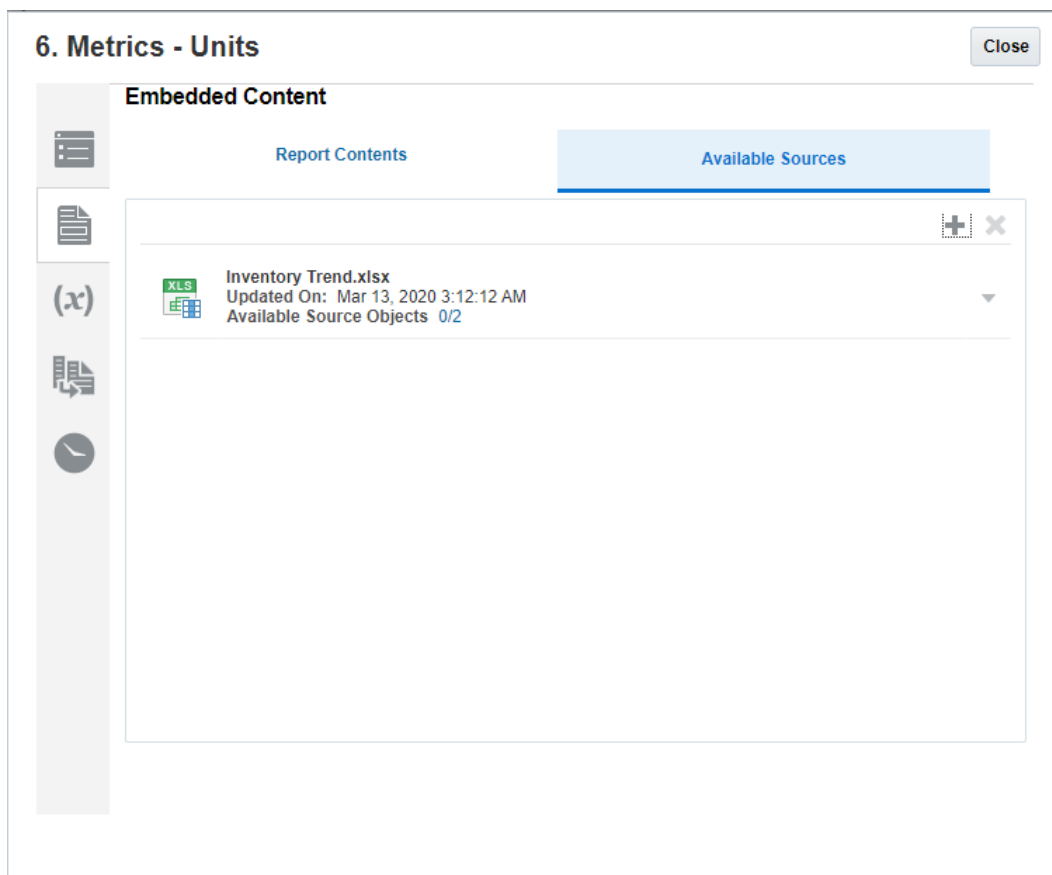 6. Metrics - Units
Close
Embedded Content
Report Contents
Available Sources
(x)
XLS
Inventory Trend.xlsx
Updated On: Mar 13, 2020 3:12:12 AM
Available Source Objects 0/2